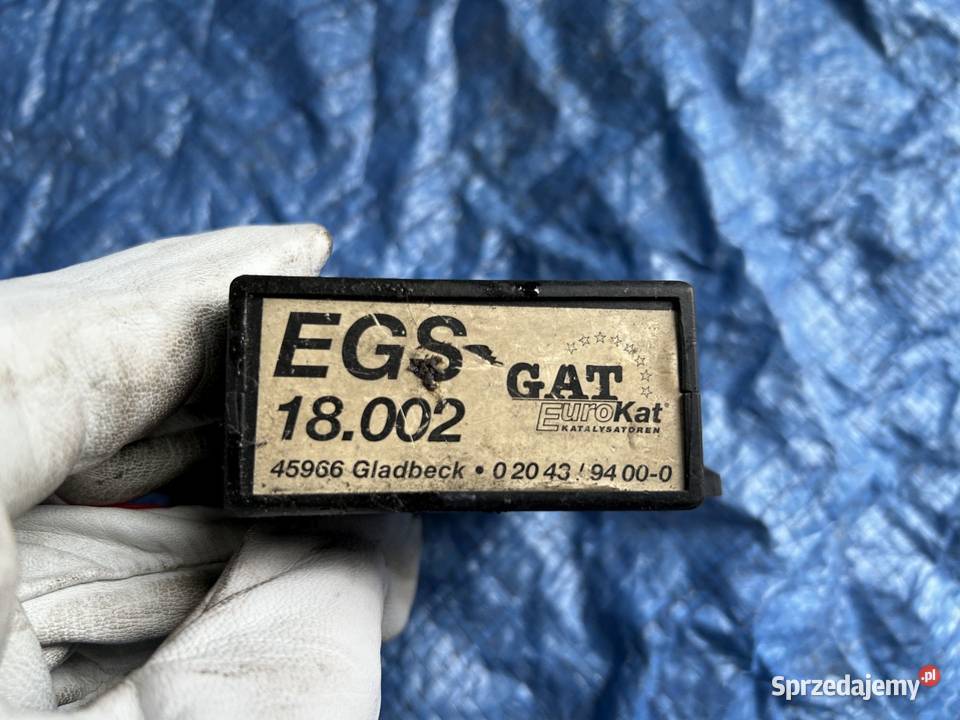 EGS-
18.002
GAT
EuroKat®
KATALYSATOREN
45966 Gladbeck • 0 20 43 / 94 00-0
Sprzedajemy.pl